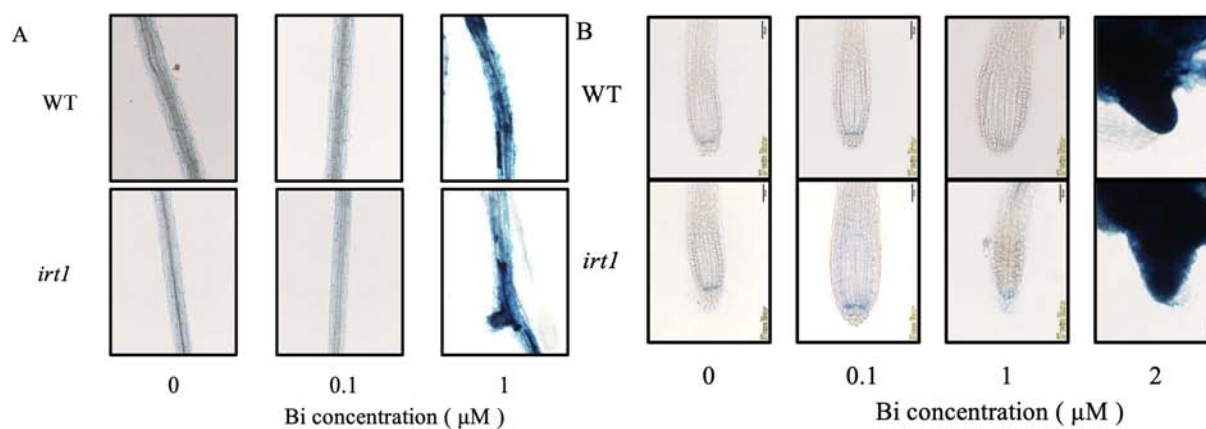 A
B
WT
WT
irt1
irt1
0
0.1
1
0
0.1
1
2
Bi concentration ( μM )
Bi concentration ( μM )